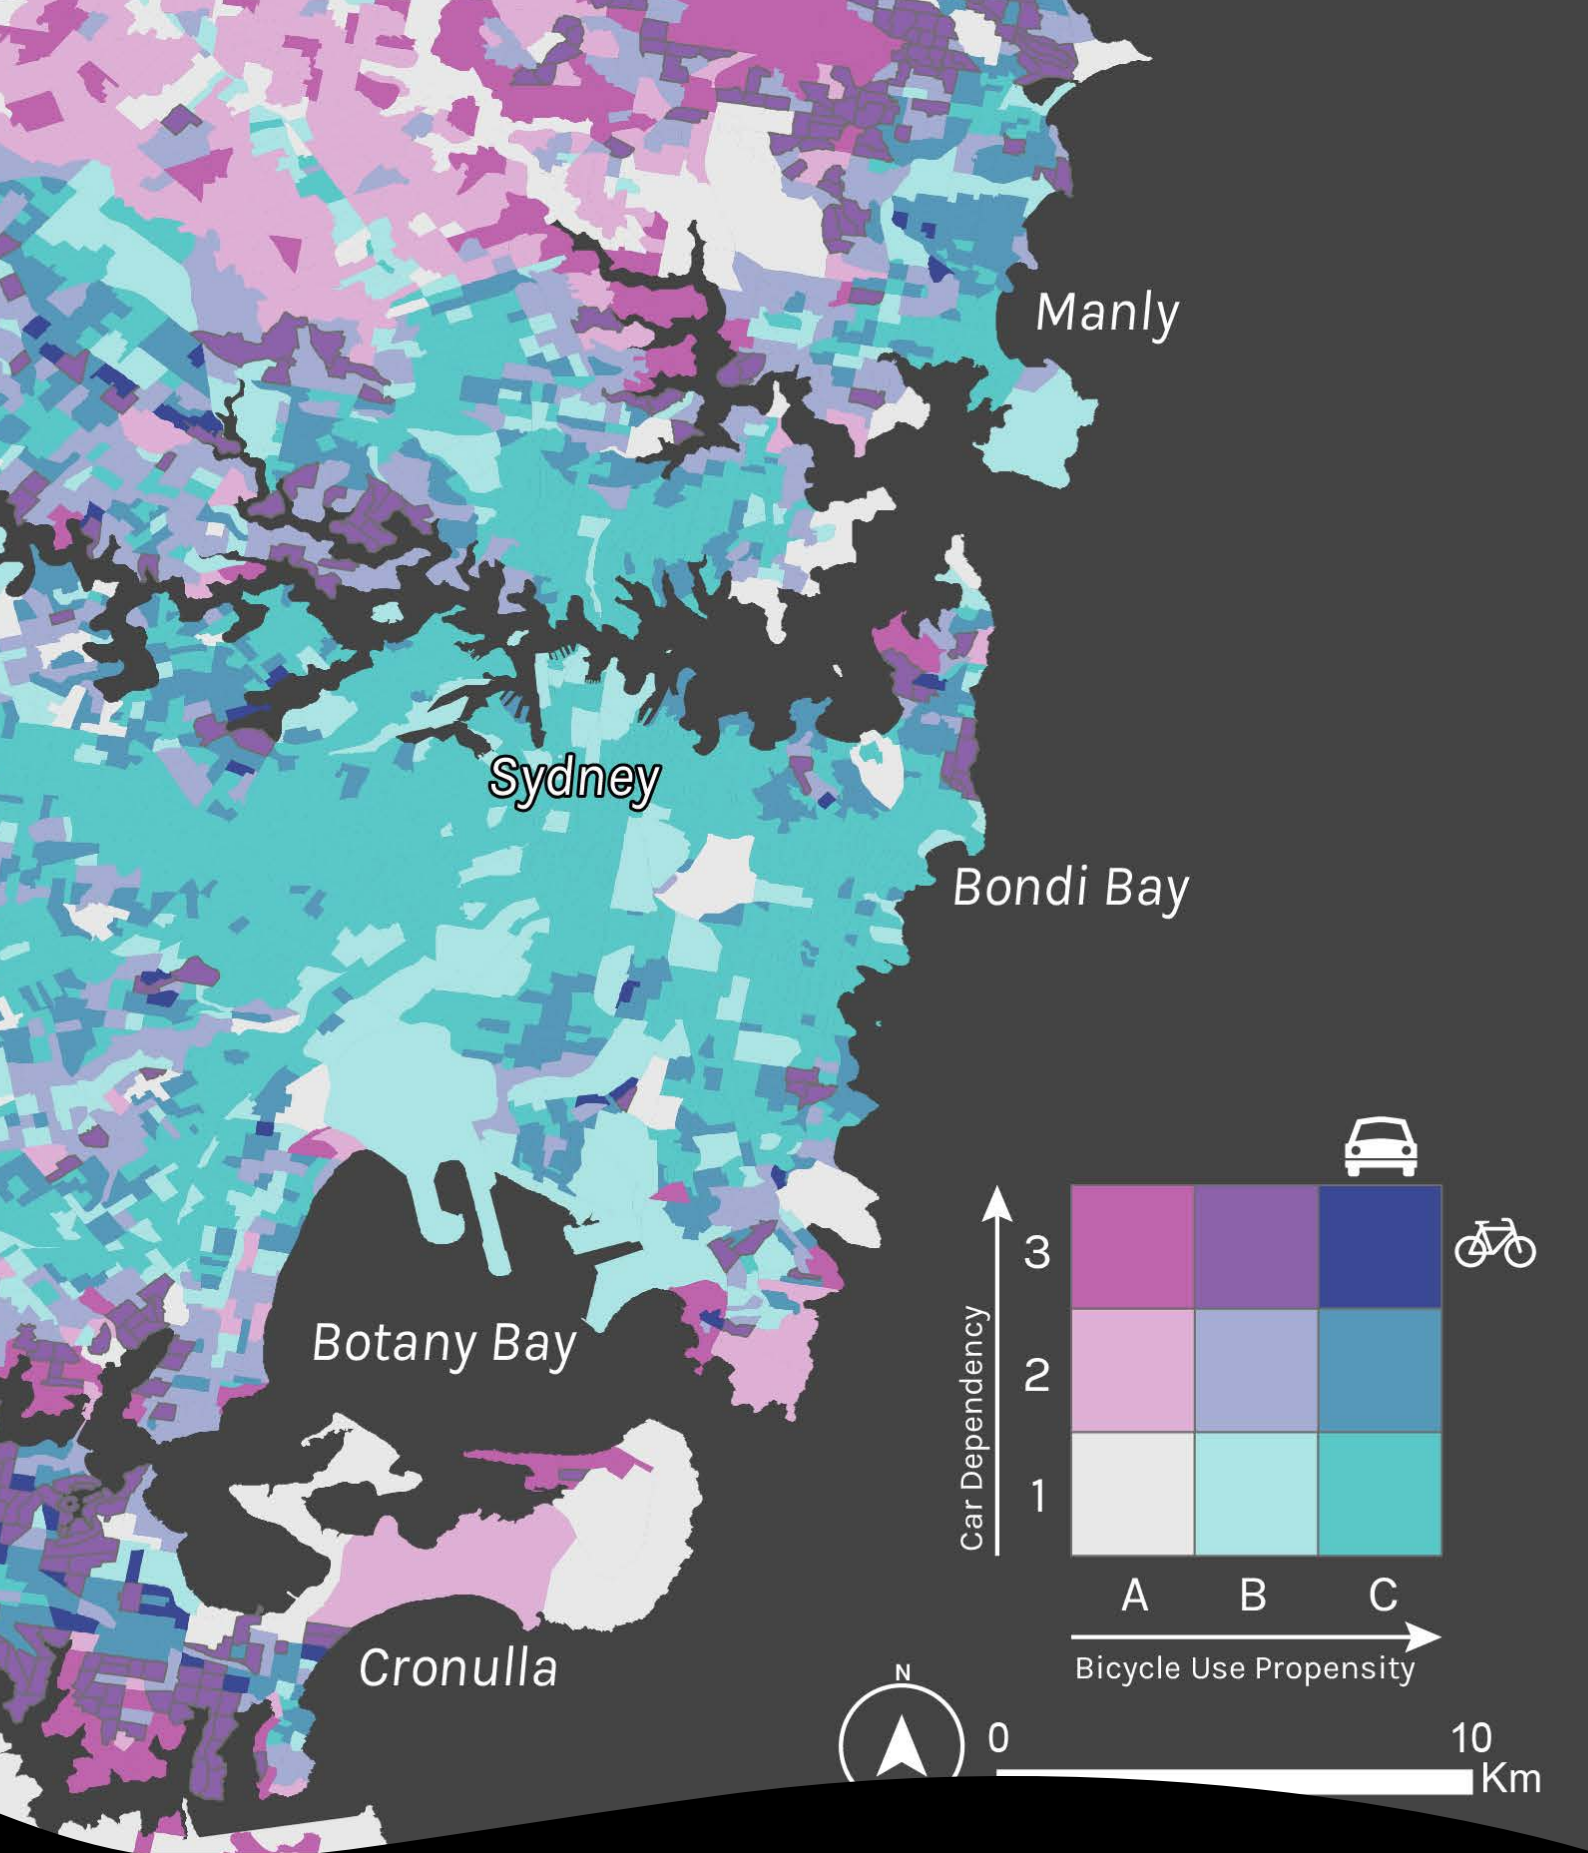 Manly
Sydney
Bondi Bay
Botany Bay
Cronulla
Car Dependency
3
2
1
A B C
Bicycle Use Propensity
N
0 10
Km